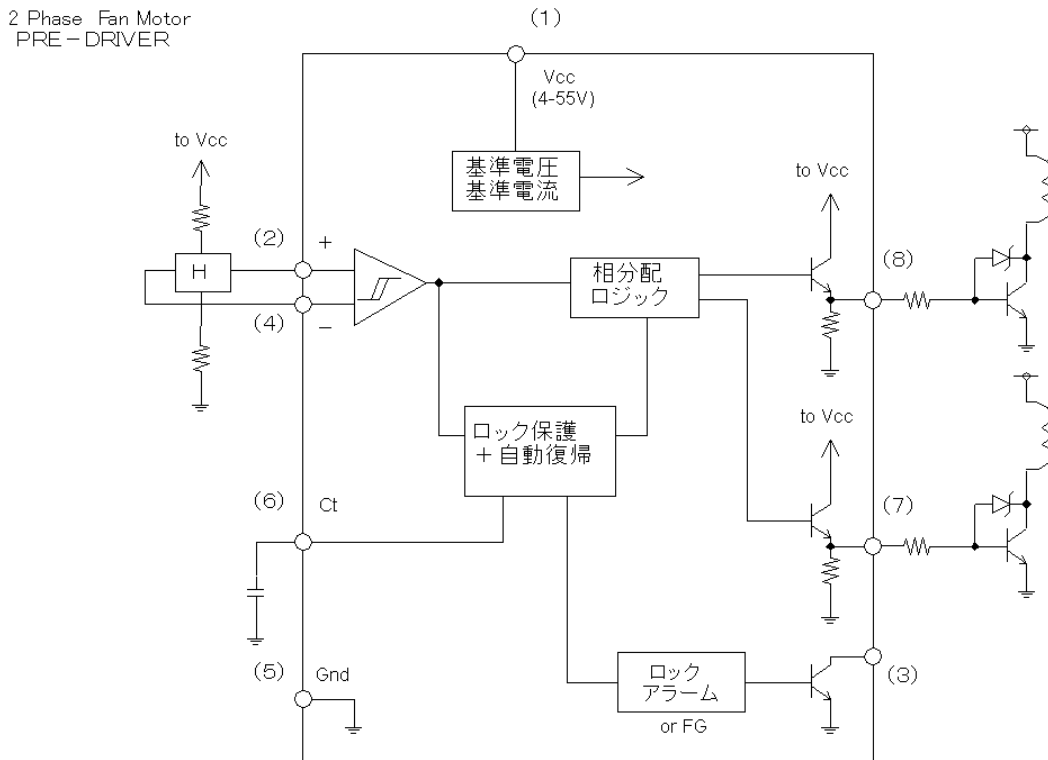 2 Phase Fan Motor
PRE-DRIVER
(1)
Vcc
(4-55V)
to Vcc
基準電圧
基準電流
to Vcc
(2)
+
H
相分配
ロジック
(8)
(4)
−
to Vcc
ロック保護
+自動復帰
(6)
Ct
(7)
(5)
Gnd
ロック
アラーム
(3)
or FG